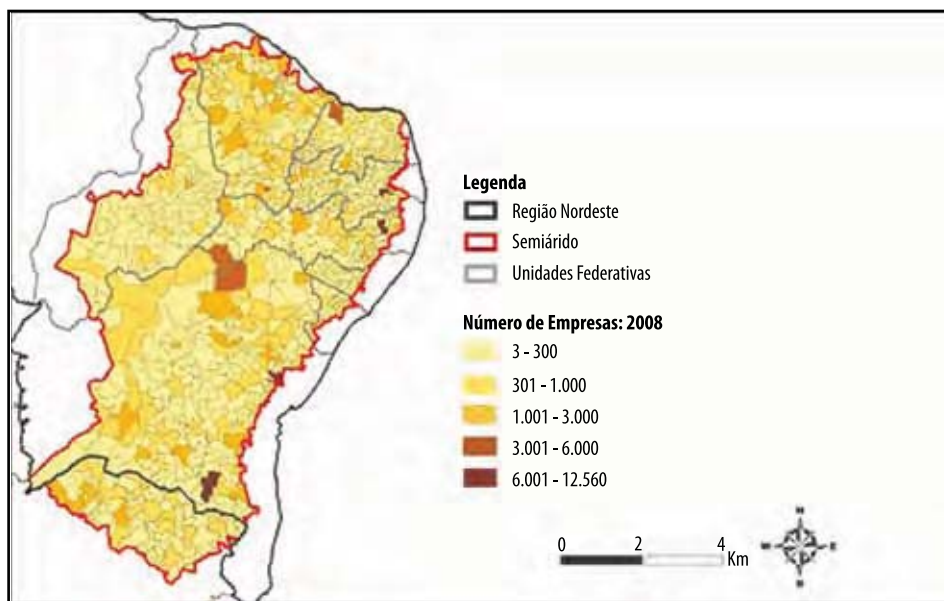 Legenda
Região Nordeste
Semiárido
Unidades Federativas
Número de Empresas: 2008
3 - 300
301 - 1.000
1.001 - 3.000
3.001 - 6.000
6.001 - 12.560
0 2 4
Km
N
W E